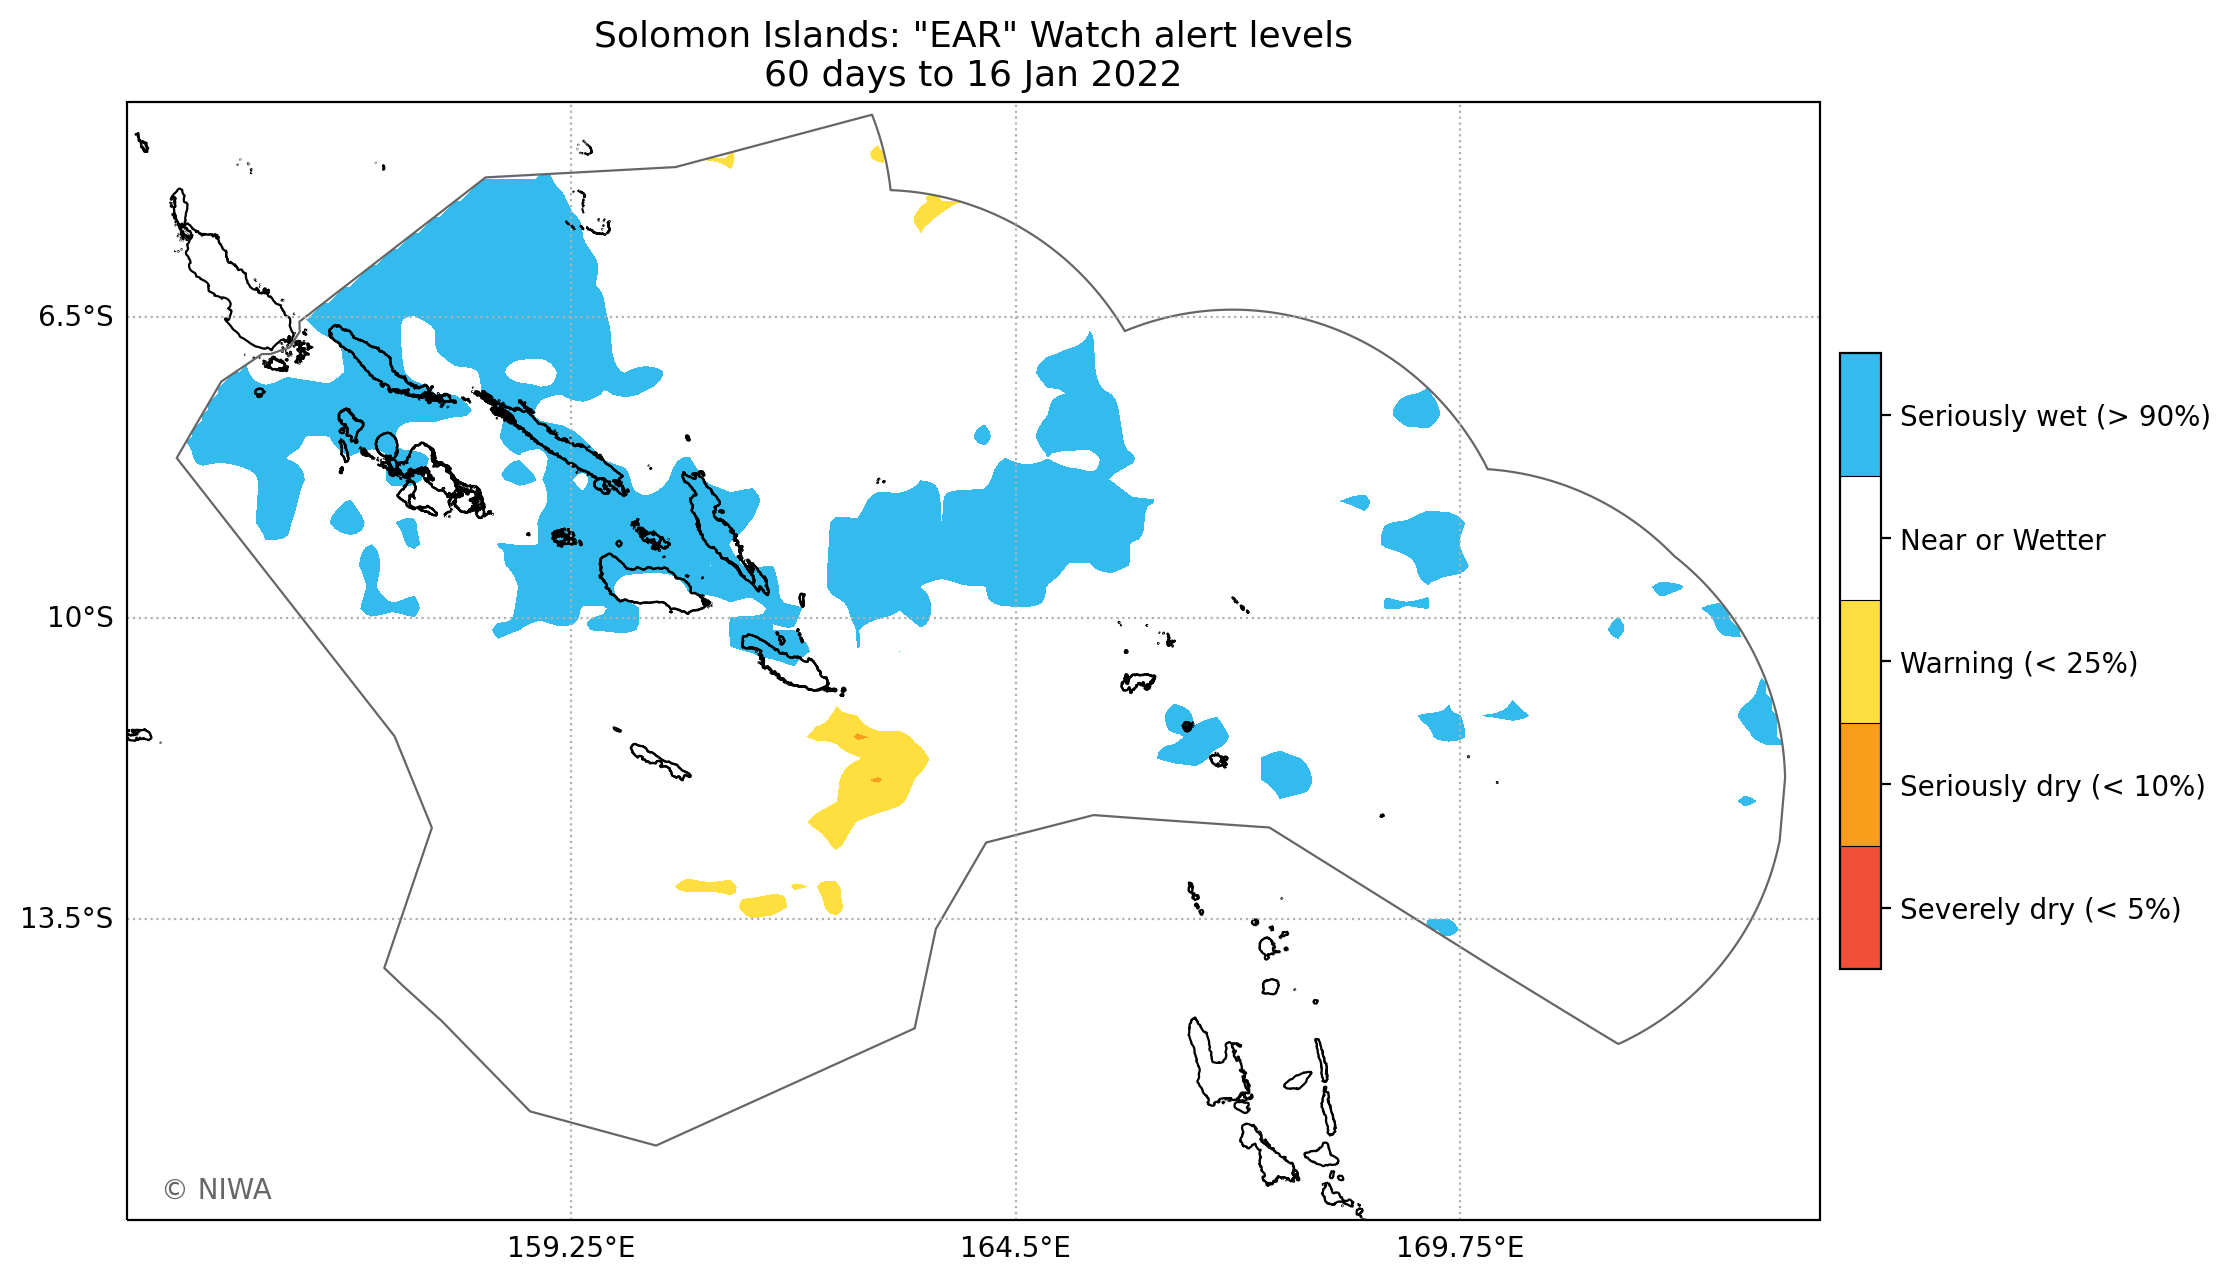 Solomon Islands: "EAR" Watch alert levels
60 days to 16 Jan 2022
6.5°S
10°S
13.5°S
159.25°E
164.5°E
169.75°E
Seriously wet (> 90%)
Near or Wetter
Warning (< 25%)
Seriously dry (< 10%)
Severely dry (< 5%)
© NIWA